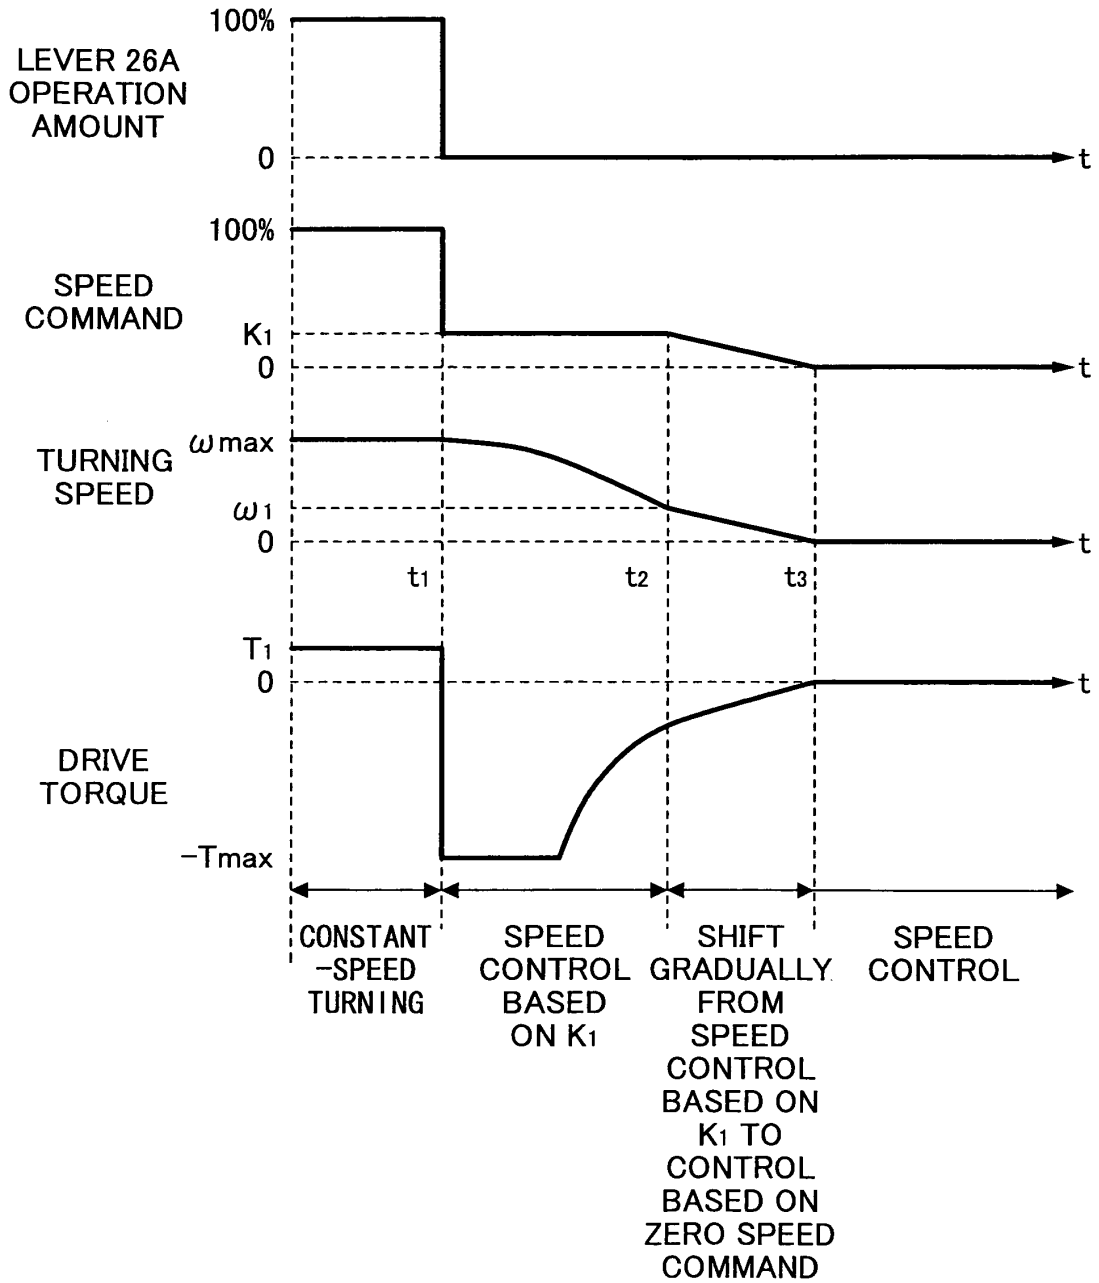 100%
LEVER 26A
OPERATION
AMOUNT
0
t
100%
SPEED
COMMAND
K1
0
t
ωmax
TURNING
SPEED
ω1
0
t
t1
t2
t3
T1
0
t
DRIVE
TORQUE
-Tmax
CONSTANT
-SPEED
TURNING
SPEED
CONTROL
BASED
ON K1
SHIFT
GRADUALLY
FROM
SPEED
CONTROL
BASED ON
K1 TO
CONTROL
BASED ON
ZERO SPEED
COMMAND
SPEED
CONTROL